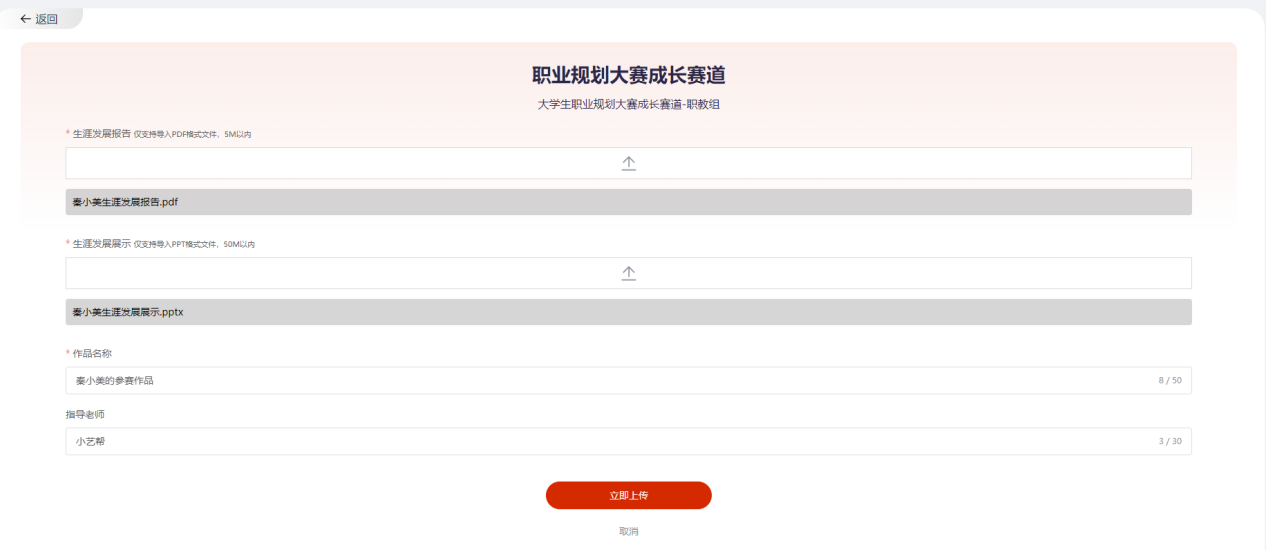 ← 返回
职业规划大赛成长赛道
大学生职业规划大赛成长赛道-职教组
* 生涯发展报告 仅支持导入PDF格式文件，5M以内
秦小美生涯发展报告.pdf
* 生涯发展展示 仅支持导入PPT格式文件，50M以内
秦小美生涯发展展示.pptx
* 作品名称
秦小美的参赛作品 8 / 50
指导老师
小艺帮 3 / 30
立即上传
取消